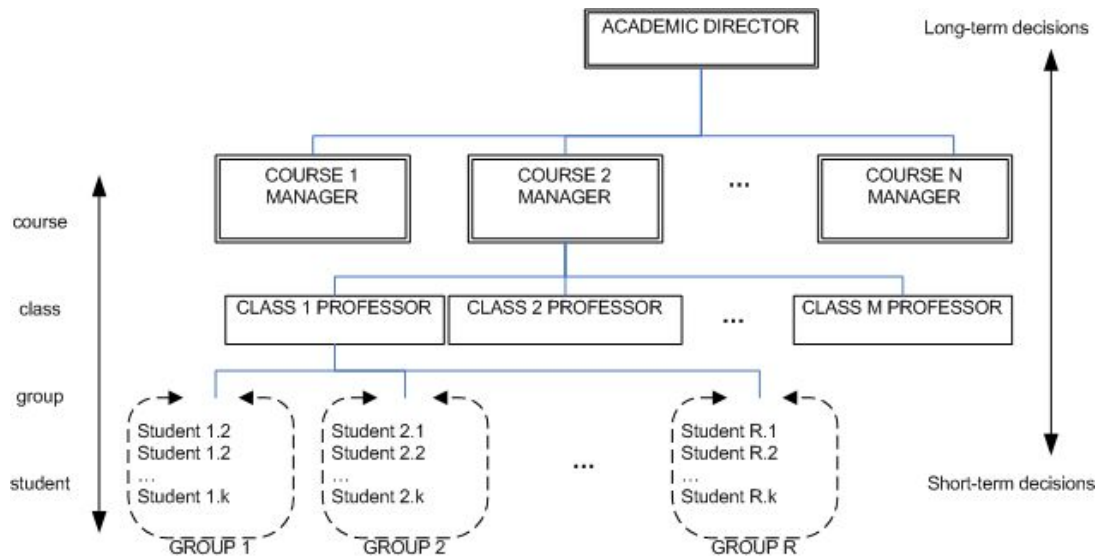 ACADEMIC DIRECTOR
Long-term decisions
COURSE 1
MANAGER
COURSE 2
MANAGER
...
COURSE N
MANAGER
course
class
CLASS 1 PROFESSOR
CLASS 2 PROFESSOR
...
CLASS M PROFESSOR
group
student
Student 1.2
Student 1.2
...
Student 1.k
GROUP 1
Student 2.1
Student 2.2
...
Student 2.k
GROUP 2
...
Student R.1
Student R.2
...
Student R.k
GROUP R
Short-term decisions